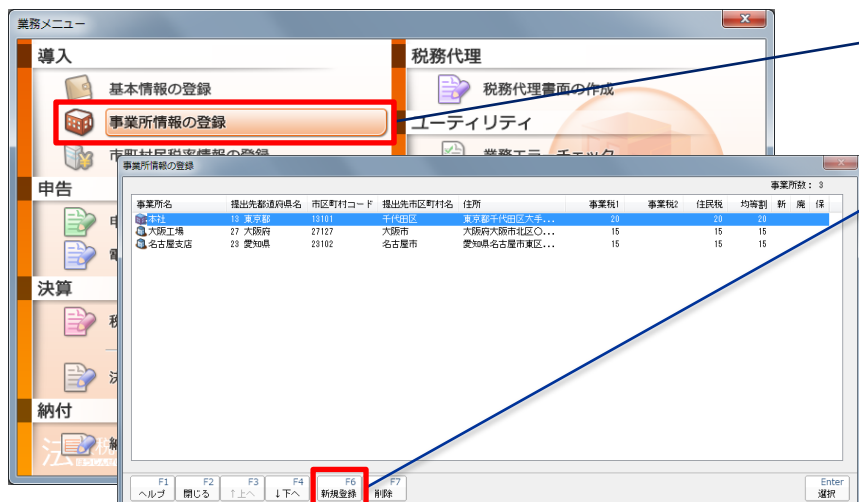 業務メニュー
導入
税務代理
基本情報の登録
税務代理書面の作成
事業所情報の登録
ユーティリティ
事業所情報の登録
事業所数： 3
事業所名 提出先都道府県名 市区町村コード 提出先市区町村名 住所 事業税1 事業税2 住民税 均等割 新 廃 保
本社 13 東京都 13101 千代田区 東京都千代田区大手... 20 20 20
大阪工場 27 大阪府 27127 大阪市 大阪府大阪市北区○... 15 15 15
名古屋支店 23 愛知県 23102 名古屋市 愛知県名古屋市東区... 15 15 15
申告
決算
納付
F1 F2 F3 F4 F6 F7 Enter
ヘルプ 閉じる ↑上へ ↓下へ 新規登録 削除 選択